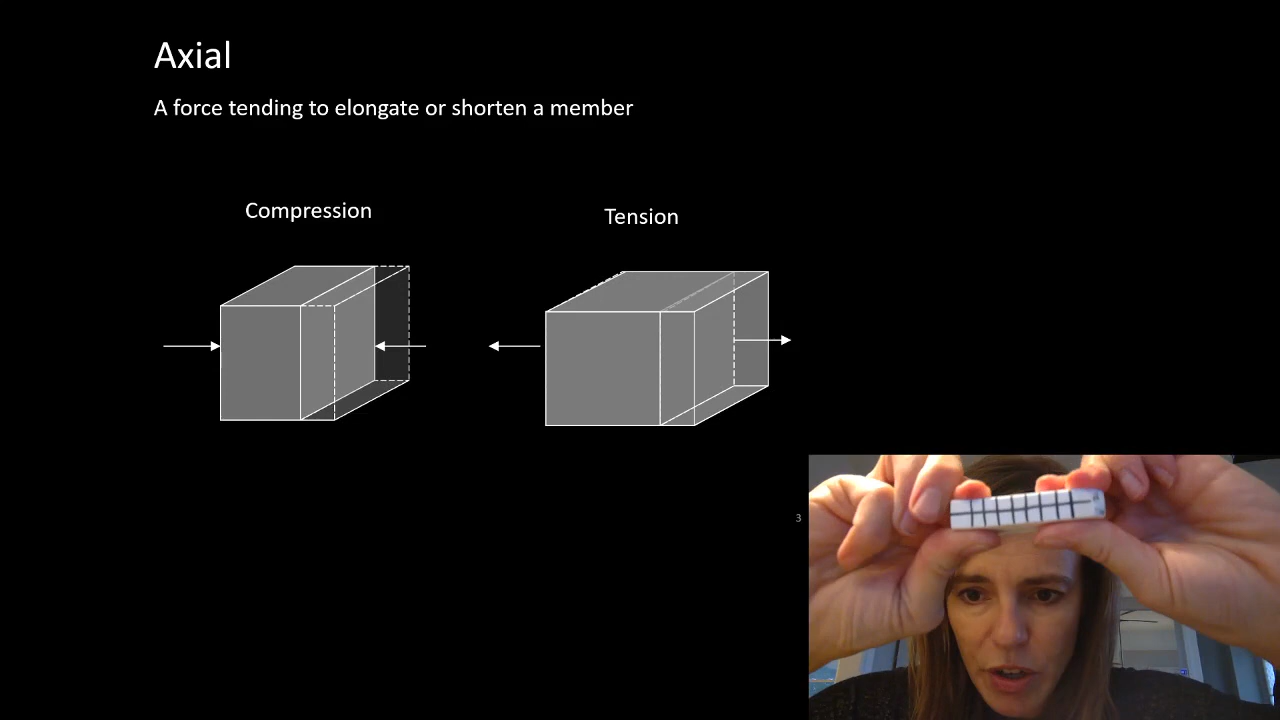 Axial
A force tending to elongate or shorten a member
Compression
Tension
3